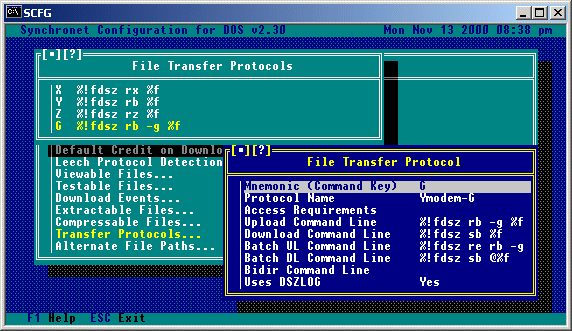 SCFG
Synchronet Configuration for DOS v2.30 Mon Nov 13 2000 08:38 pm
[■][?]
File Transfer Protocols
X %!fdsz rx %f
Y %!fdsz rb %f
Z %!fdsz rz %f
G %!fdsz rb -g %f
Default Credit on Downlo
Leech Protocol Detection
Viewable Files...
Testable Files...
Download Events...
Extractable Files...
Compressable Files...
Transfer Protocols...
Alternate File Paths...
[■][?]
File Transfer Protocol
Mnemonic (Command Key) G
Protocol Name Ymodem-G
Access Requirements
Upload Command Line %!fdsz rb -g %f
Download Command Line %!fdsz sb %f
Batch UL Command Line %!fdsz re rb -g
Batch DL Command Line %!fdsz sb @%f
Bidir Command Line
Uses DSZLOG Yes
F1 Help ESC Exit